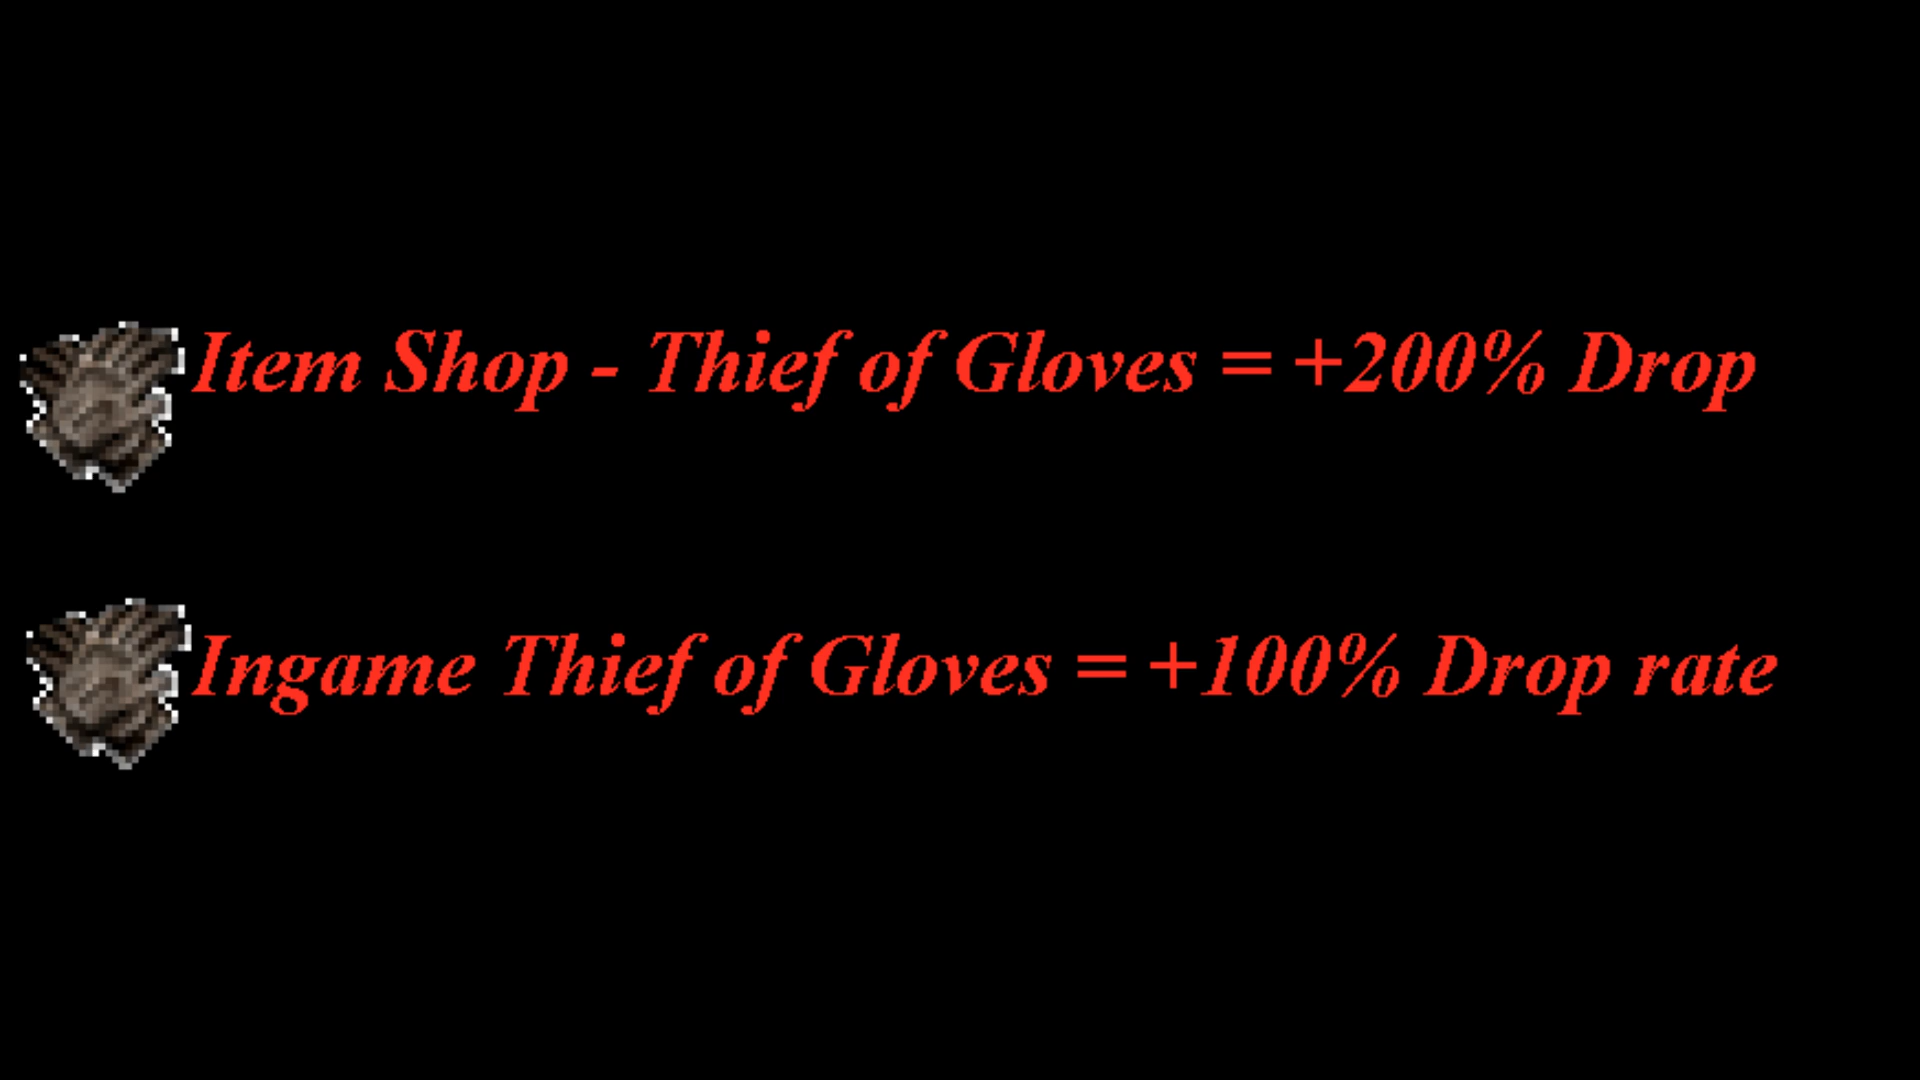 Item Shop - Thief of Gloves = +200% Drop
Ingame Thief of Gloves = +100% Drop rate